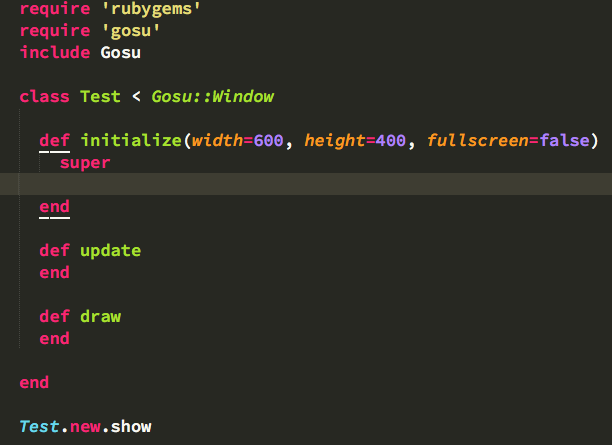 require 'rubygems'
require 'gosu'
include Gosu
class Test < Gosu::Window
def initialize(width=600, height=400, fullscreen=false)
super
end
def update
end
def draw
end
end
Test.new.show